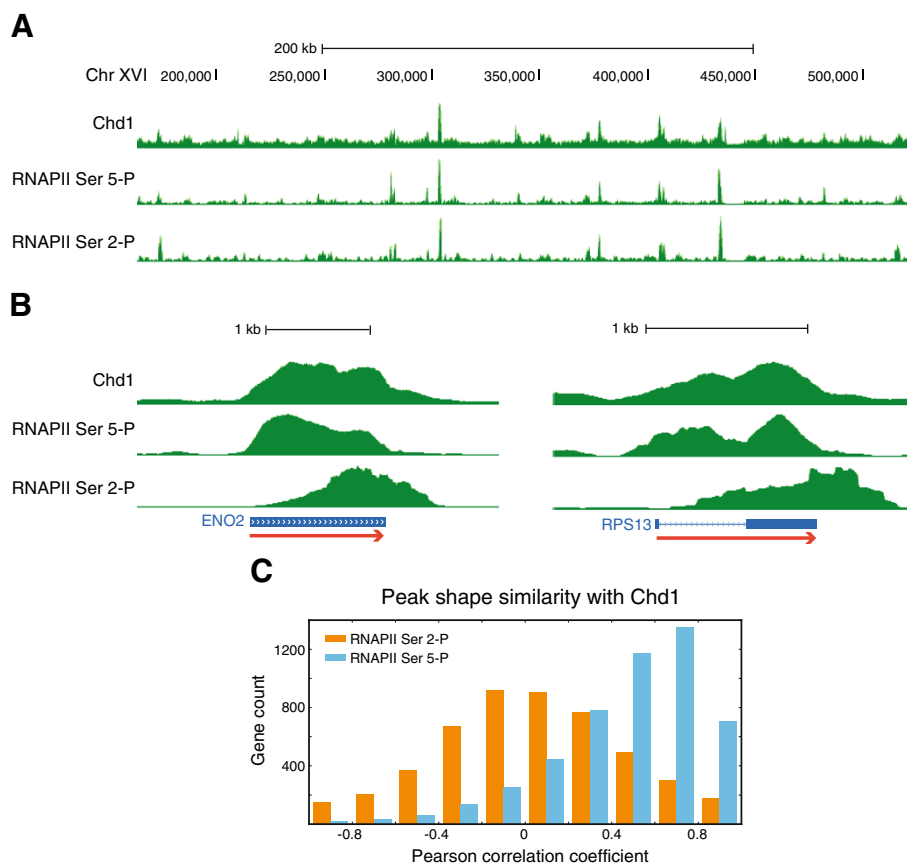 A
200 kb
Chr XVI 200,000 250,000 300,000 350,000 400,000 450,000 500,000
Chd1
RNAPII Ser 5-P
RNAPII Ser 2-P
B
1 kb 1 kb
Chd1
RNAPII Ser 5-P
RNAPII Ser 2-P
ENO2 RPS13
C
Peak shape similarity with Chd1
RNAPII Ser 2-P
RNAPII Ser 5-P
1200
800
400
Gene count
-0.8 -0.4 0 0.4 0.8
Pearson correlation coefficient